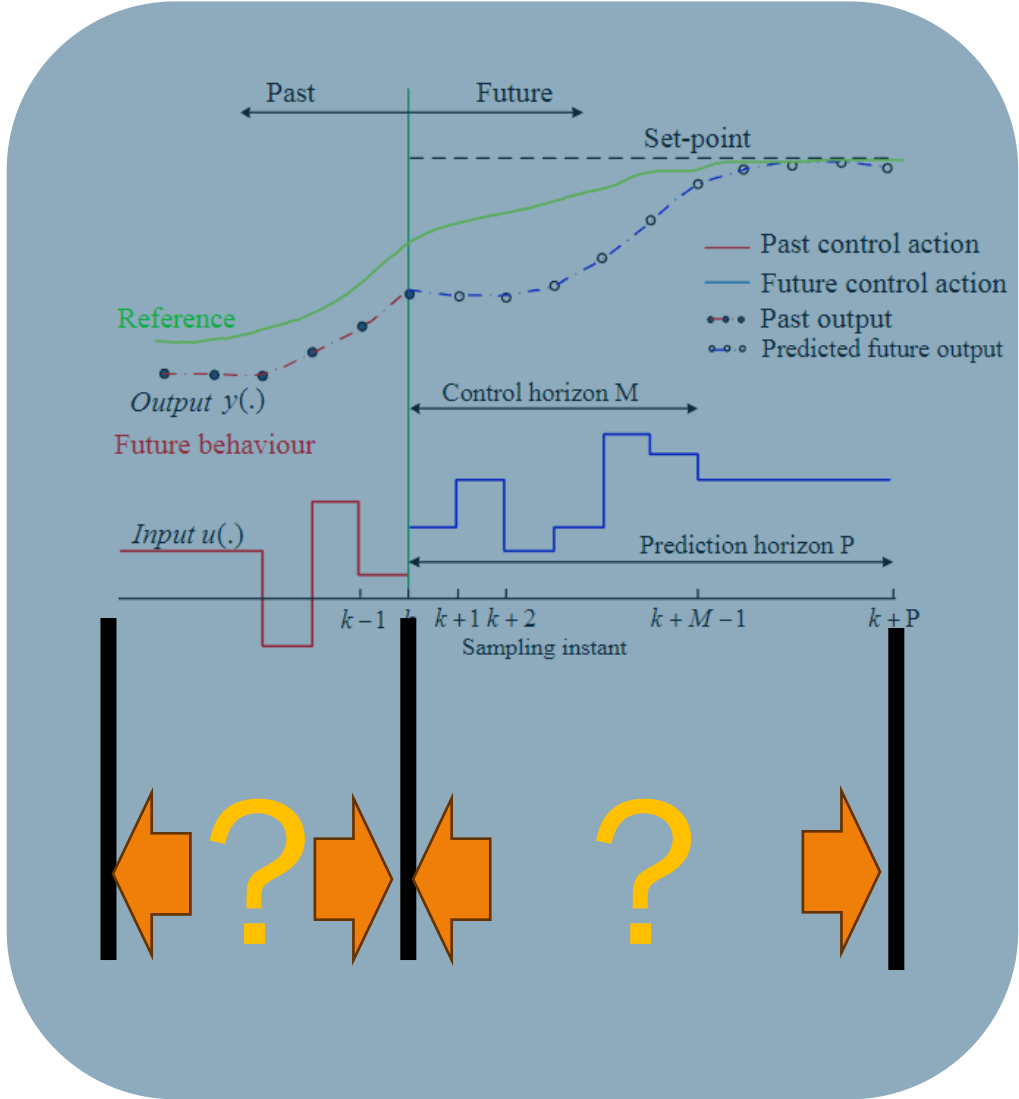 Past
Future
Set-point
Past control action
Future control action
Past output
Predicted future output
Reference
Output y(.)
Control horizon M
Future behaviour
Input u(.)
Prediction horizon P
k−1
k+1 k+2
k+M−1
k+P
Sampling instant
? ?